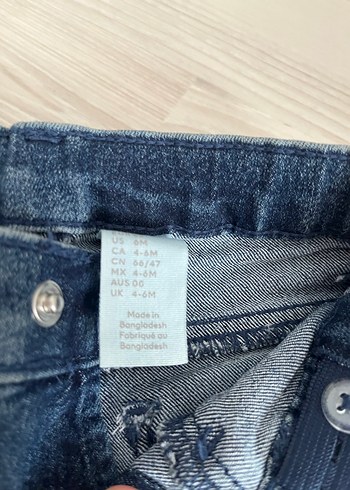 US 6M
CA 4-6M
CN 66/47
MX 4-6M
AUS 00
UK 4-6M
Made in
Bangladesh
Fabriqué au
Bangladesh